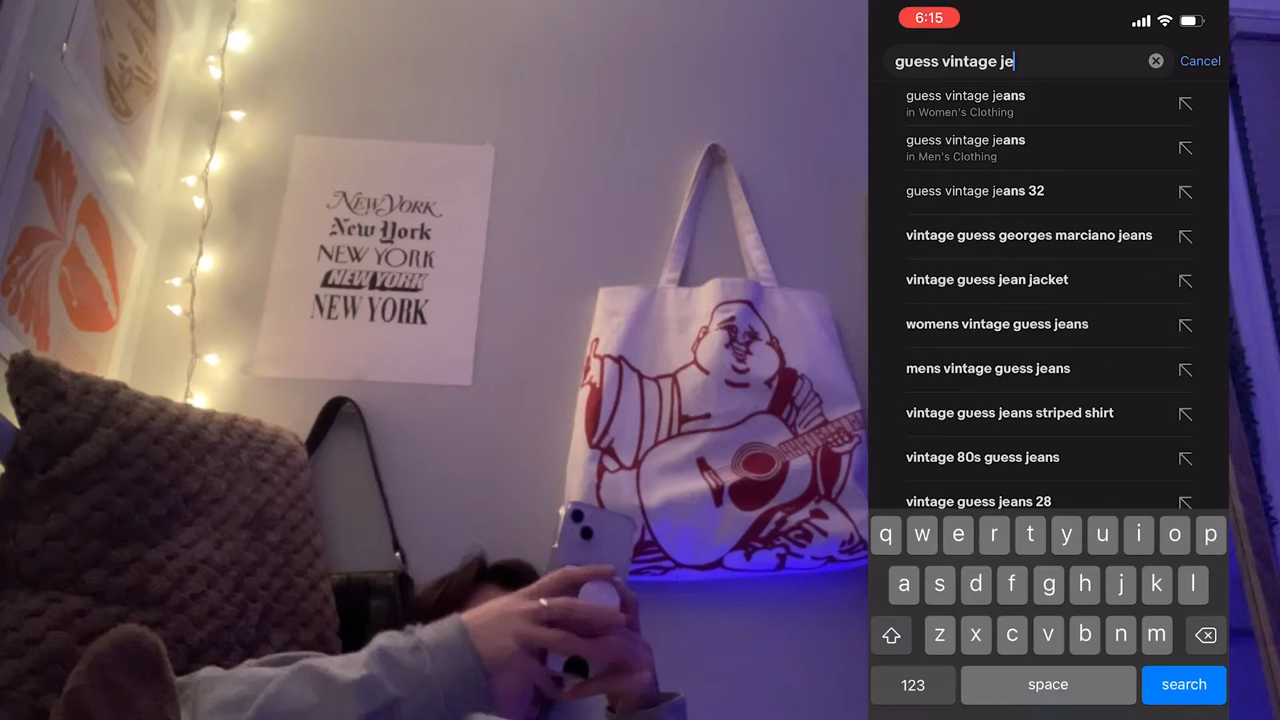 NEW YORK
New York
NEW YORK
NEW YORK
NEW YORK
6:15
guess vintage je
Cancel
guess vintage jeans
in Women's Clothing
guess vintage jeans
in Men's Clothing
guess vintage jeans 32
vintage guess georges marciano jeans
vintage guess jean jacket
womens vintage guess jeans
mens vintage guess jeans
vintage guess jeans striped shirt
vintage 80s guess jeans
vintage guess jeans 28
q w e r t y u i o p
a s d f g h j k l
z x c v b n m
123 space search